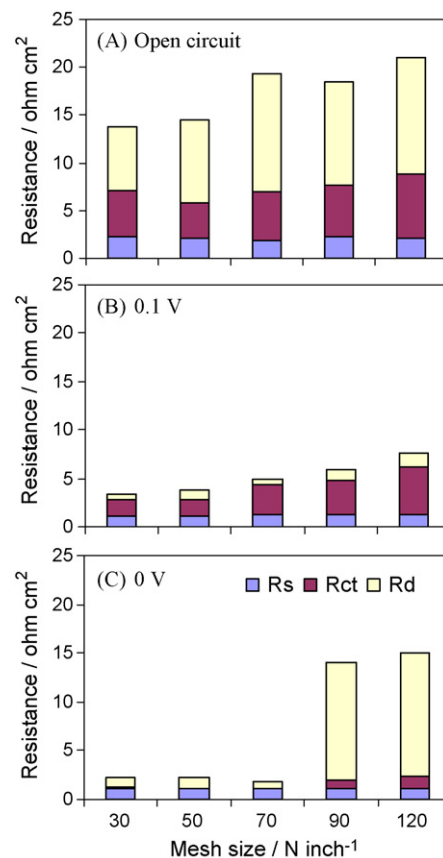 (A) Open circuit
Resistance / ohm cm²
25
20
15
10
5
0
(B) 0.1 V
Resistance / ohm cm²
25
20
15
10
5
0
(C) 0 V
Rs Rct Rd
Resistance / ohm cm²
25
20
15
10
5
0
30 50 70 90 120
Mesh size / N inch⁻¹